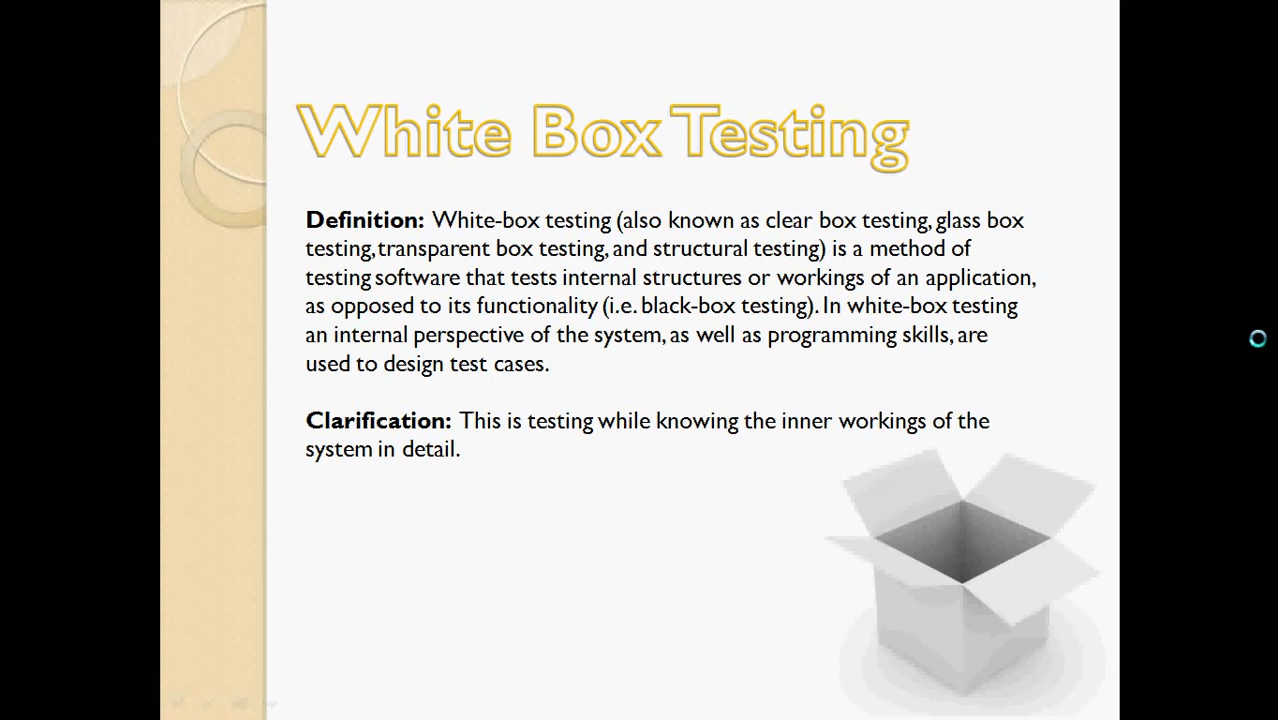 White Box Testing
Definition: White-box testing (also known as clear box testing, glass box
testing, transparent box testing, and structural testing) is a method of
testing software that tests internal structures or workings of an application,
as opposed to its functionality (i.e. black-box testing). In white-box testing
an internal perspective of the system, as well as programming skills, are
used to design test cases.
Clarification: This is testing while knowing the inner workings of the
system in detail.